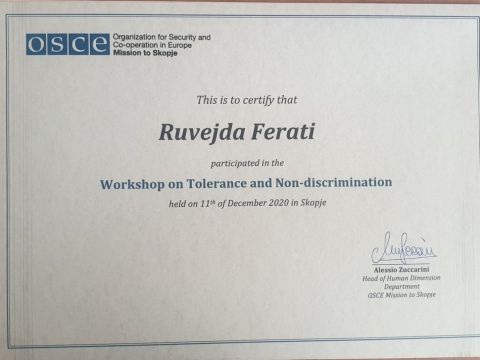 osce Organization for Security and
Co-operation in Europe
Mission to Skopje
This is to certify that
Ruvejda Ferati
participated in the
Workshop on Tolerance and Non-discrimination
held on 11th of December 2020 in Skopje
Alessio Zuccarini
Head of Human Dimension
Department
OSCE Mission to Skopje